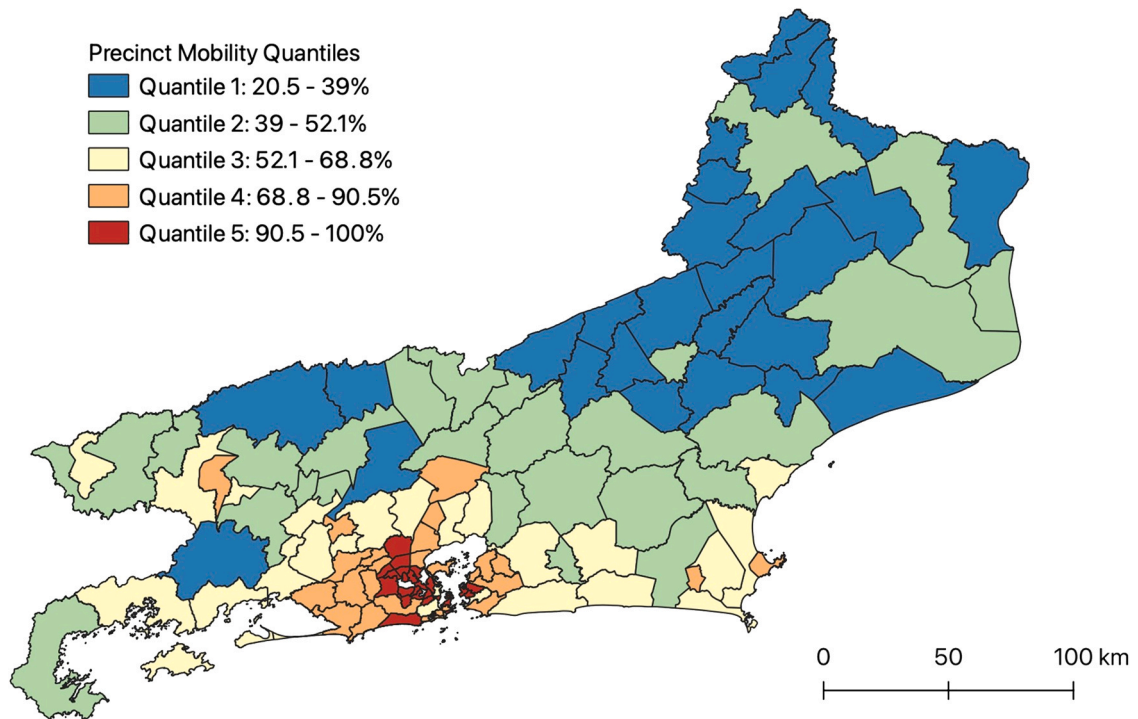 Precinct Mobility Quantiles
Quantile 1: 20.5 - 39%
Quantile 2: 39 - 52.1%
Quantile 3: 52.1 - 68.8%
Quantile 4: 68.8 - 90.5%
Quantile 5: 90.5 - 100%
0 50 100 km